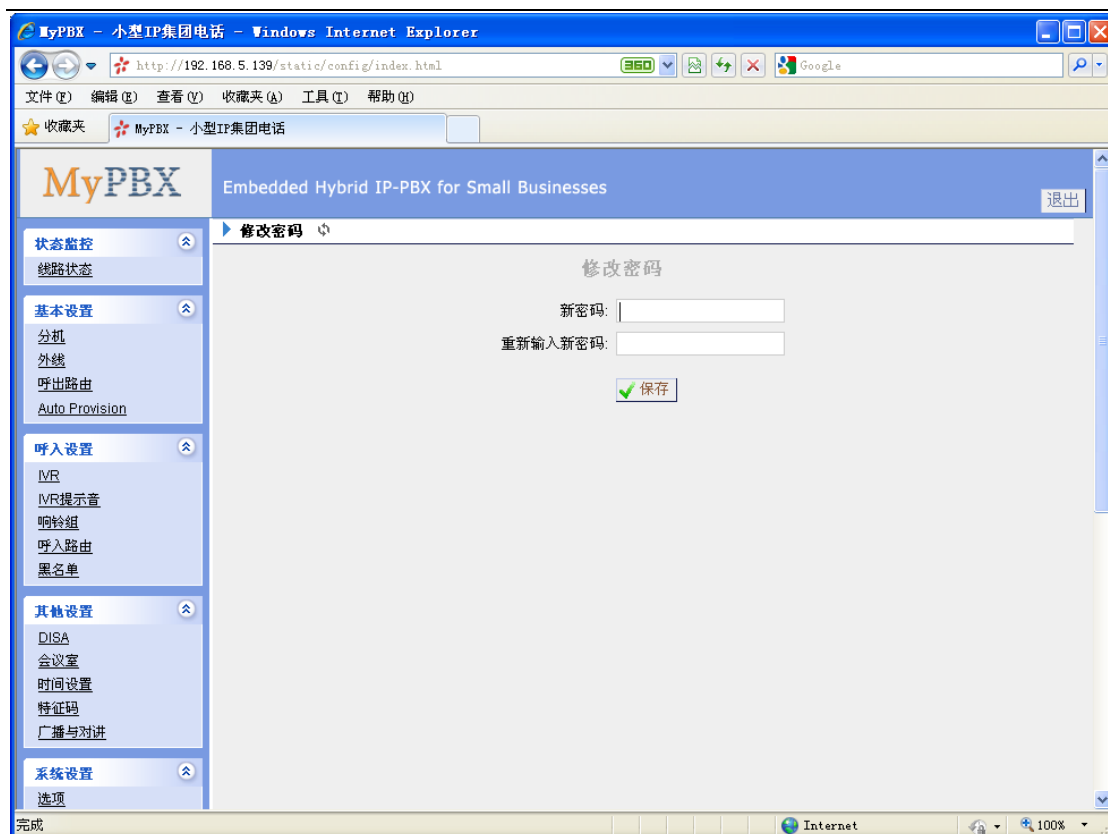 MyPBX - 小型IP集团电话 - Windows Internet Explorer
http://192.168.5.139/static/config/index.html
360
Google
文件(F) 编辑(E) 查看(V) 收藏夹(A) 工具(T) 帮助(H)
收藏夹
MyPBX - 小型IP集团电话
MyPBX
Embedded Hybrid IP-PBX for Small Businesses
退出
状态监控
线路状态
基本设置
分机
外线
呼出路由
Auto Provision
呼入设置
IVR
IVR提示音
响铃组
呼入路由
黑名单
其他设置
DISA
会议室
时间设置
特征码
广播与对讲
系统设置
选项
修改密码
修改密码
新密码:
重新输入新密码:
保存
完成
Internet
100%